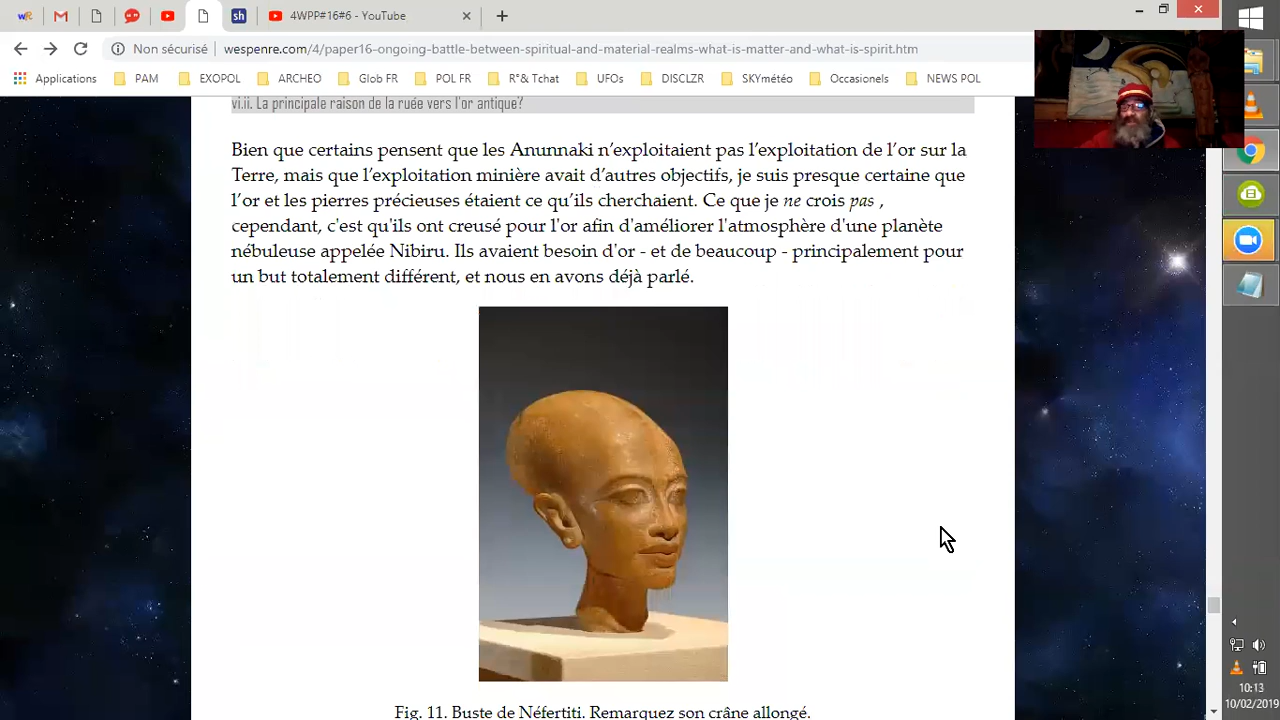 4WPP#16#6 - YouTube
Non sécurisé | wespenre.com/4/paper16-ongoing-battle-between-spiritual-and-material-realms-what-is-matter-and-what-is-spirit.htm
Applications PAM EXOPOL ARCHEO Glob FR POL FR R°& Tchat UFOs DISCLZR SKYmétéo Occasionels NEWS POL
vi.ii. La principale raison de la ruée vers l'or antique?
Bien que certains pensent que les Anunnaki n’exploitaient pas l’exploitation de l’or sur la
Terre, mais que l’exploitation minière avait d’autres objectifs, je suis presque certaine que
l’or et les pierres précieuses étaient ce qu’ils cherchaient. Ce que je ne crois pas ,
cependant, c'est qu'ils ont creusé pour l'or afin d'améliorer l'atmosphère d'une planète
nébuleuse appelée Nibiru. Ils avaient besoin d'or - et de beaucoup - principalement pour
un but totalement différent, et nous en avons déjà parlé.
Fig. 11. Buste de Néfertiti. Remarquez son crâne allongé.
10:13
10/02/2019